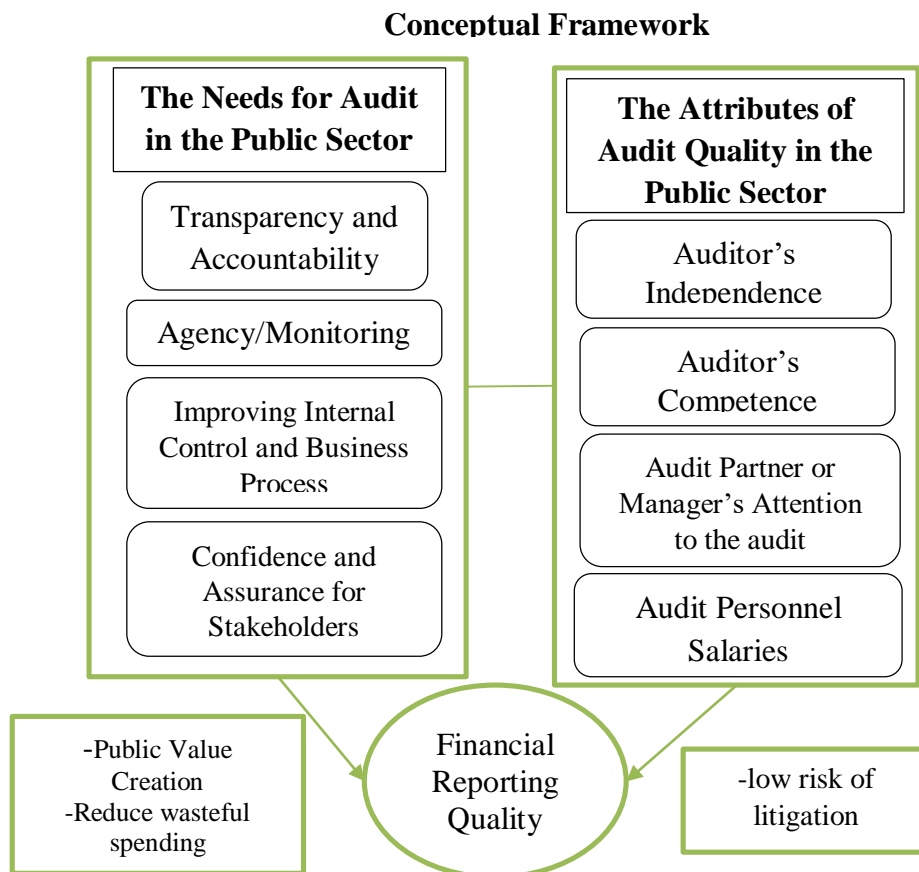 Conceptual Framework
The Needs for Audit
in the Public Sector
Transparency and
Accountability
Agency/Monitoring
Improving Internal
Control and Business
Process
Confidence and
Assurance for
Stakeholders
The Attributes of
Audit Quality in the
Public Sector
Auditor’s
Independence
Auditor’s
Competence
Audit Partner or
Manager’s Attention
to the audit
Audit Personnel
Salaries
-Public Value
Creation
-Reduce wasteful
spending
Financial
Reporting
Quality
-low risk of
litigation